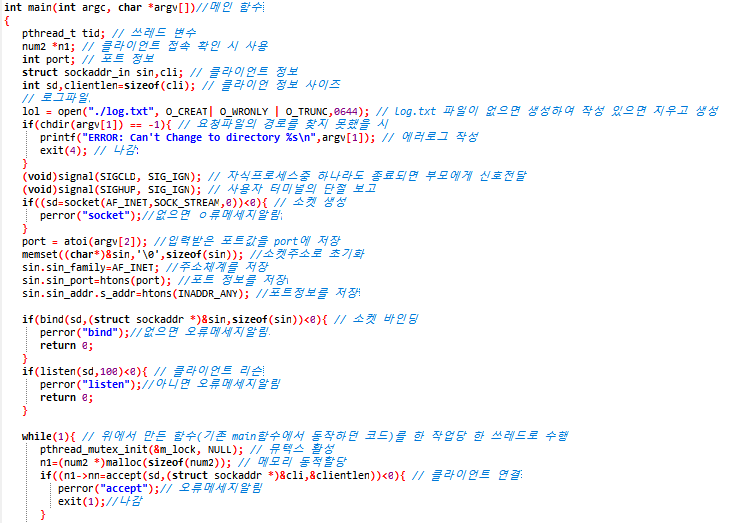 int main(int argc, char *argv[])//메인 함수
{
pthread_t tid; // 쓰레드 변수
num2 *n1; // 클라이언트 접속 확인 시 사용
int port; // 포트 정보
struct sockaddr_in sin,cli; // 클라이언트 정보
int sd,clientlen=sizeof(cli); // 클라이언 정보 사이즈
// 로그파일
lol = open("./log.txt", O_CREAT| O_WRONLY | O_TRUNC,0644); // Log.txt 파일이 없으면 생성하여 작성 있으면 지우고 생성
if(chdir(argv[1]) == -1){ // 요청파일의 경로를 찾지 못했을 시
printf("ERROR: Can't Change to directory %s\n",argv[1]); // 에러로그 작성
exit(4); // 나감
}
(void)signal(SIGCLD, SIG_IGN); // 자식프로세스중 하나라도 종료되면 부모에게 신호전달
(void)signal(SIGHUP, SIG_IGN); // 사용자 터미널의 단절 보고
if((sd=socket(AF_INET,SOCK_STREAM,0))<0){ // 소켓 생성
perror("socket");//없으면 ㅇ류메세지알림
}
port = atoi(argv[2]); //입력받은 포트값을 port에 저장
memset((char*)&sin,'\0',sizeof(sin)); //소켓주소로 초기화
sin.sin_family=AF_INET; //주소체계를 저장
sin.sin_port=htons(port); //포트 정보를 저장
sin.sin_addr.s_addr=htons(INADDR_ANY); //포트정보를 저장
if(bind(sd,(struct sockaddr *)&sin,sizeof(sin))<0){ // 소켓 바인딩
perror("bind");//없으면 오류메세지알림
return 0;
}
if(listen(sd,100)<0){ // 클라이언트 리슨
perror("listen");//아니면 오류메세지알림
return 0;
}
while(1){ // 위에서 만든 함수(기존 main함수에서 동작하던 코드)를 한 작업당 한 쓰레드로 수행
pthread_mutex_init(&m_lock, NULL); // 뮤텍스 활성
n1=(num2 *)malloc(sizeof(num2)); // 메모리 동적할당
if((n1->nn=accept(sd,(struct sockaddr *)&cli,&clientlen))<0){ // 클라이언트 연결
perror("accept");// 오류메세지알림
exit(1);//나감
}